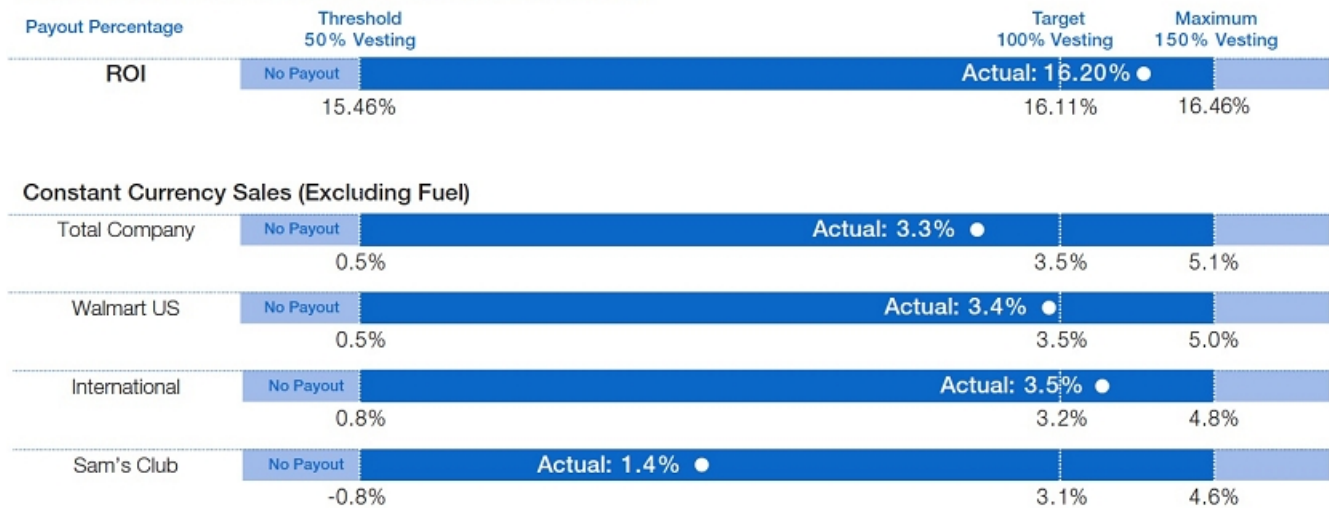 Payout Percentage
Threshold
50% Vesting
Target
100% Vesting
Maximum
150% Vesting
ROI
No Payout
Actual: 16.20%
15.46%
16.11%
16.46%
Constant Currency Sales (Excluding Fuel)
Total Company
No Payout
Actual: 3.3%
0.5%
3.5%
5.1%
Walmart US
No Payout
Actual: 3.4%
0.5%
3.5%
5.0%
International
No Payout
Actual: 3.5%
0.8%
3.2%
4.8%
Sam's Club
No Payout
Actual: 1.4%
-0.8%
3.1%
4.6%